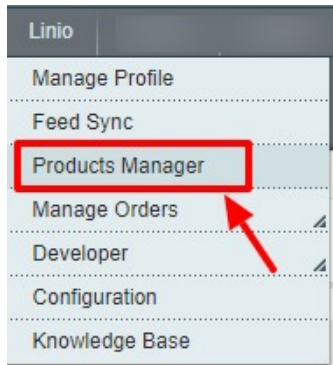 Linio
Manage Profile
Feed Sync
Products Manager
Manage Orders
Developer
Configuration
Knowledge Base